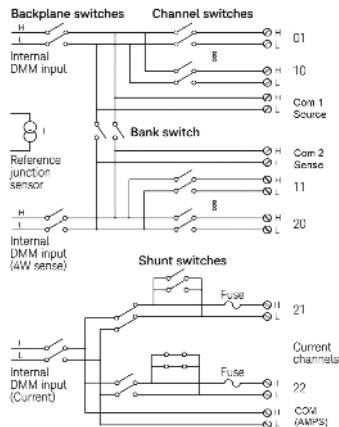 Backplane switches Channel switches
H
L
Internal
DMM input
H
L
01
H
L
10
H
L
Com 1
Source
Bank switch
I
Reference
junction
sensor
H
L
Com 2
Sense
H
L
11
H
L
20
H
L
Internal
DMM input
(4W sense)
Shunt switches
Fuse
H
L
21
I
L
Internal
DMM input
(Current)
Current
channels
Fuse
H
L
22
H
L
COM
(AMPS)